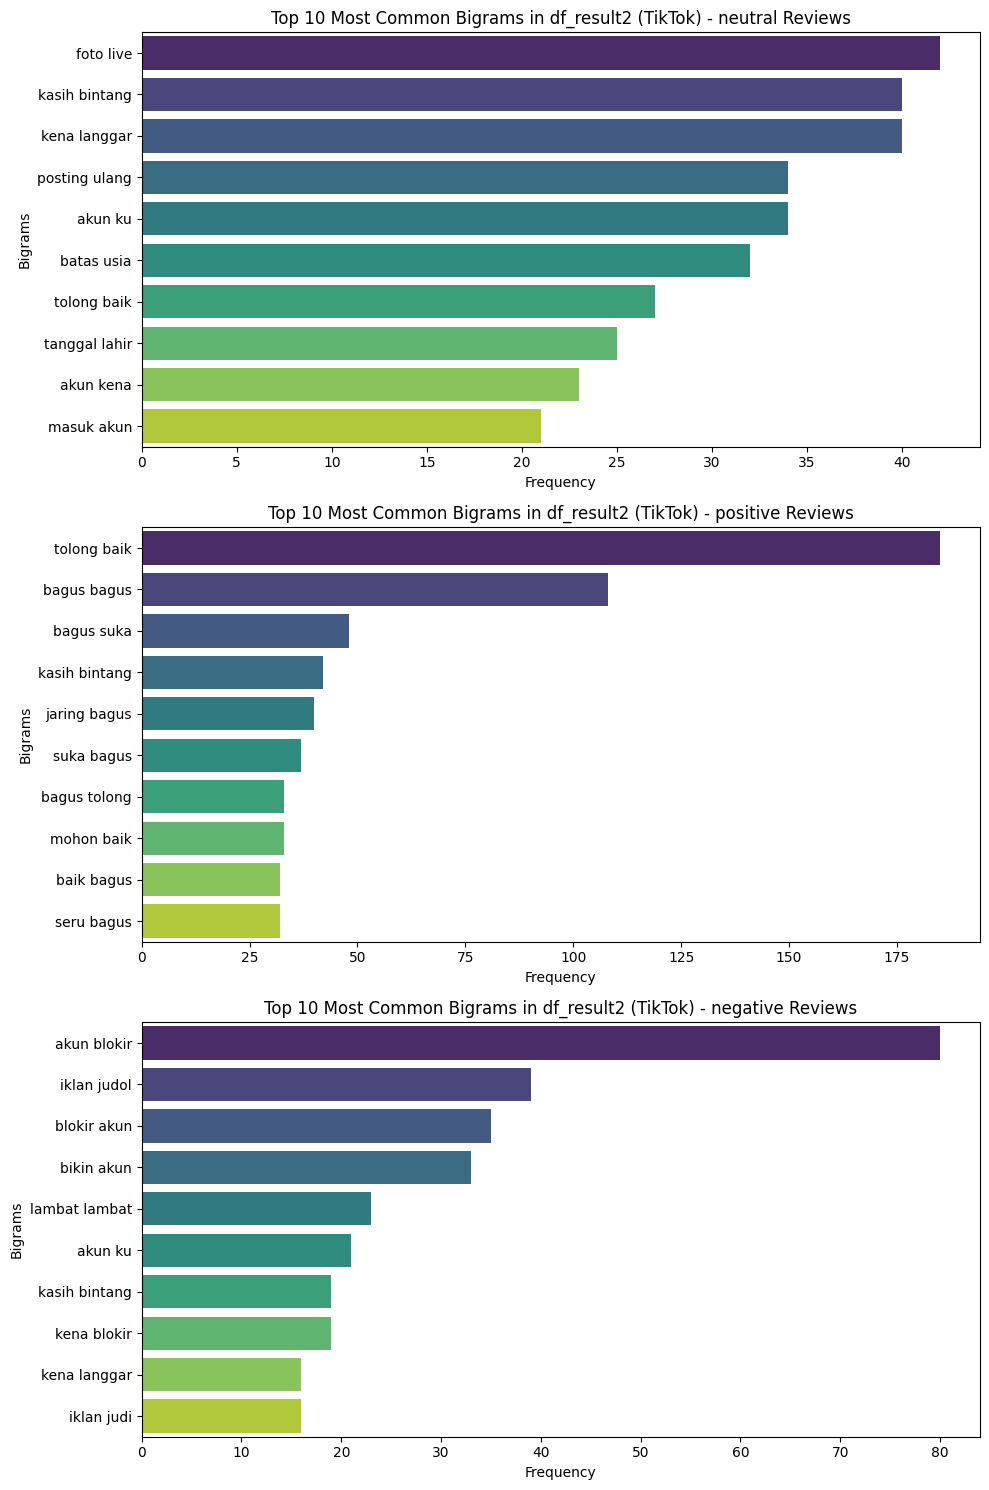 Top 10 Most Common Bigrams in df_result2 (TikTok) - neutral Reviews
Bigrams
foto live
kasih bintang
kena langgar
posting ulang
akun ku
batas usia
tolong baik
tanggal lahir
akun kena
masuk akun
0 5 10 15 20 25 30 35 40
Frequency
Top 10 Most Common Bigrams in df_result2 (TikTok) - positive Reviews
Bigrams
tolong baik
bagus bagus
bagus suka
kasih bintang
jaring bagus
suka bagus
bagus tolong
mohon baik
baik bagus
seru bagus
0 25 50 75 100 125 150 175
Frequency
Top 10 Most Common Bigrams in df_result2 (TikTok) - negative Reviews
Bigrams
akun blokir
iklan judol
blokir akun
bikin akun
lambat lambat
akun ku
kasih bintang
kena blokir
kena langgar
iklan judi
0 10 20 30 40 50 60 70 80
Frequency